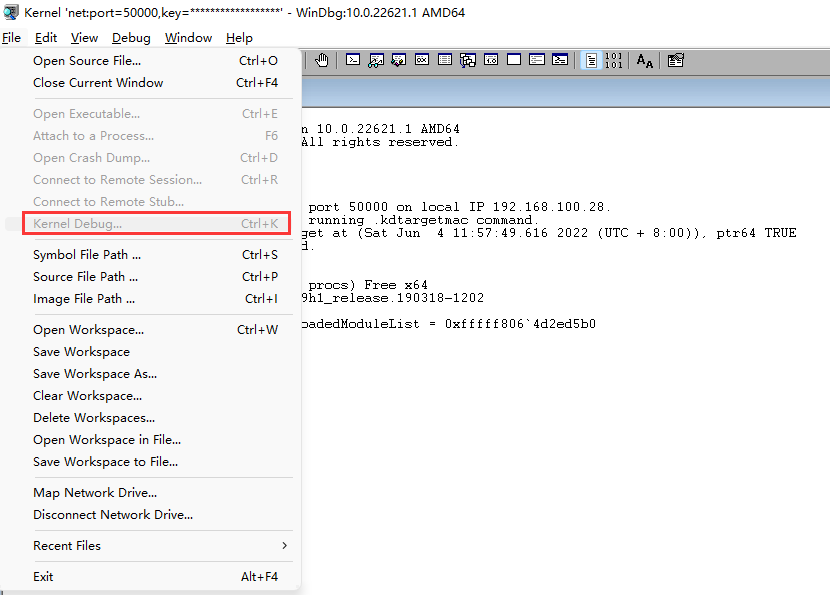 Kernel 'net:port=50000,key=******************' - WinDbg:10.0.22621.1 AMD64
File Edit View Debug Window Help
Open Source File... Ctrl+O
Close Current Window Ctrl+F4
Open Executable... Ctrl+E
Attach to a Process... F6
Open Crash Dump... Ctrl+D
Connect to Remote Session... Ctrl+R
Connect to Remote Stub...
Kernel Debug... Ctrl+K
Symbol File Path ... Ctrl+S
Source File Path ... Ctrl+P
Image File Path ... Ctrl+I
Open Workspace... Ctrl+W
Save Workspace
Save Workspace As...
Clear Workspace...
Delete Workspaces...
Open Workspace in File...
Save Workspace to File...
Map Network Drive...
Disconnect Network Drive...
Recent Files
Exit Alt+F4
101
101
AA
n 10.0.22621.1 AMD64
All rights reserved.
port 50000 on local IP 192.168.100.28.
running .kdtargetmac command.
get at (Sat Jun  4 11:57:49.616 2022 (UTC + 8:00)), ptr64 TRUE
d.
procs) Free x64
9h1_release.190318-1202
oadedModuleList = 0xfffff806`4d2ed5b0